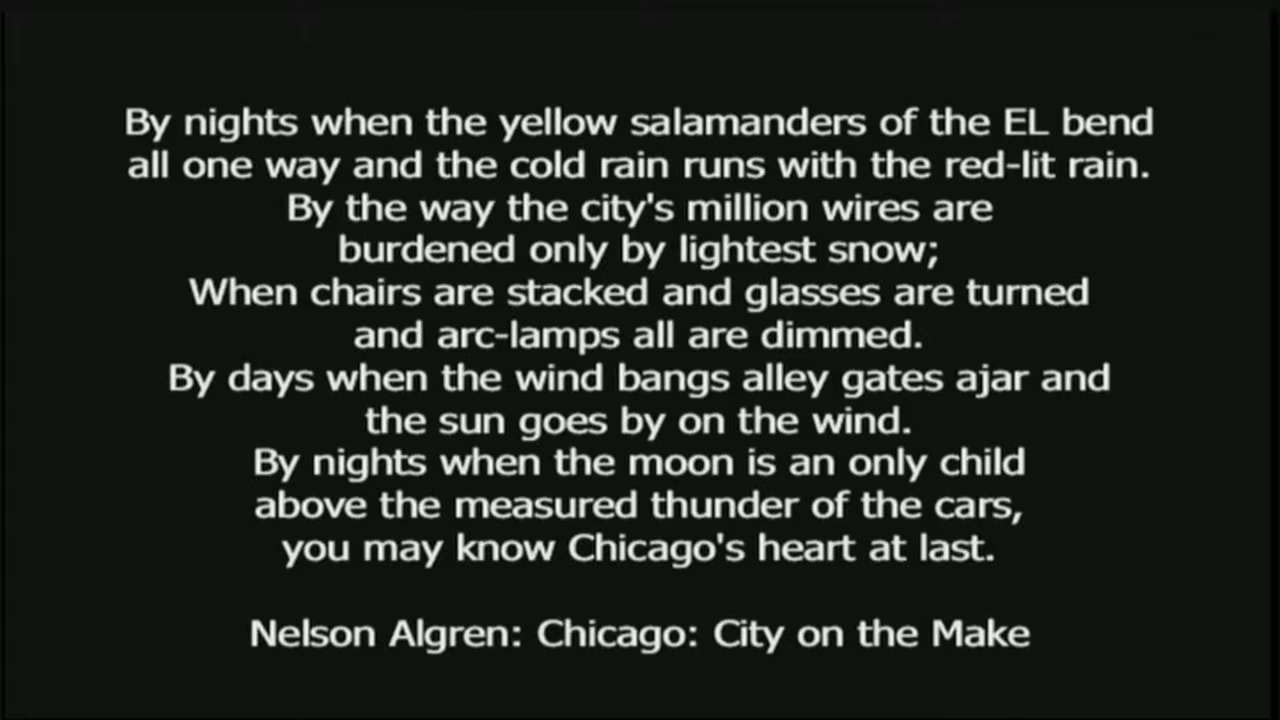 By nights when the yellow salamanders of the EL bend
all one way and the cold rain runs with the red-lit rain.
By the way the city's million wires are
burdened only by lightest snow;
When chairs are stacked and glasses are turned
and arc-lamps all are dimmed.
By days when the wind bangs alley gates ajar and
the sun goes by on the wind.
By nights when the moon is an only child
above the measured thunder of the cars,
you may know Chicago's heart at last.
Nelson Algren: Chicago: City on the Make